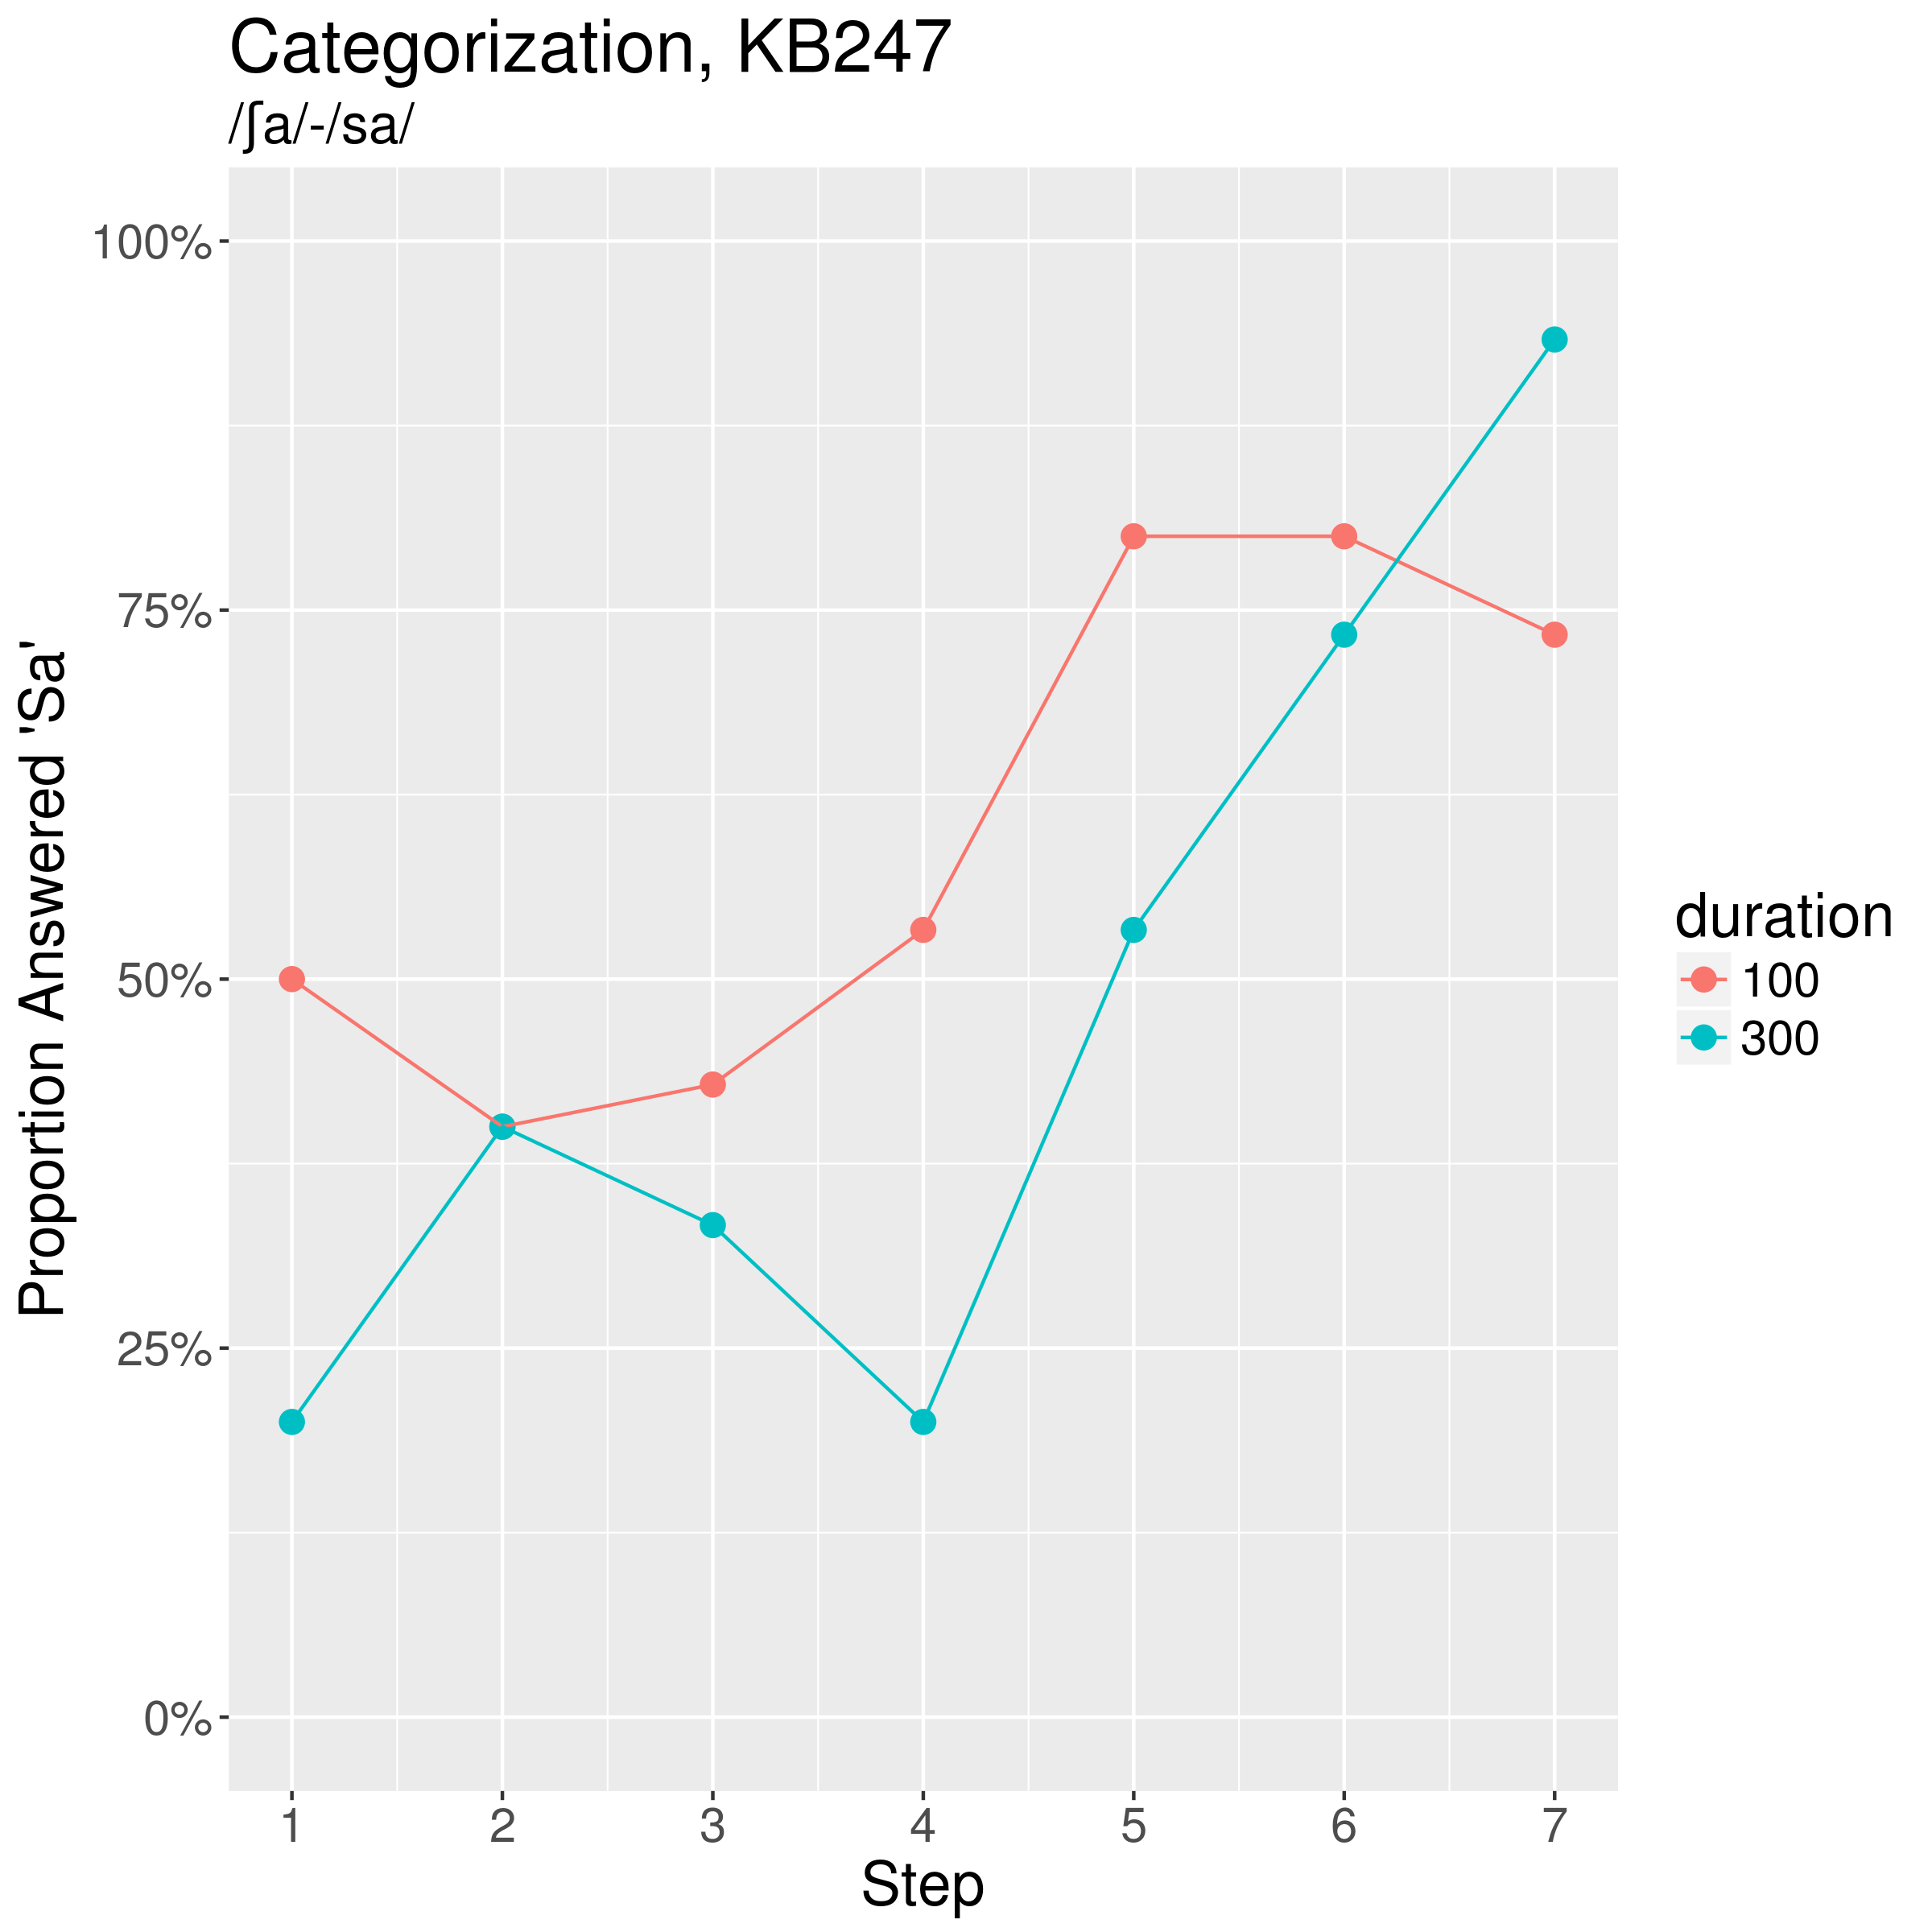 Categorization, KB247
/ʃa/-/sa/
100%
75%
50%
25%
0%
Proportion Answered 'Sa'
1 2 3 4 5 6 7
Step
duration
100
300